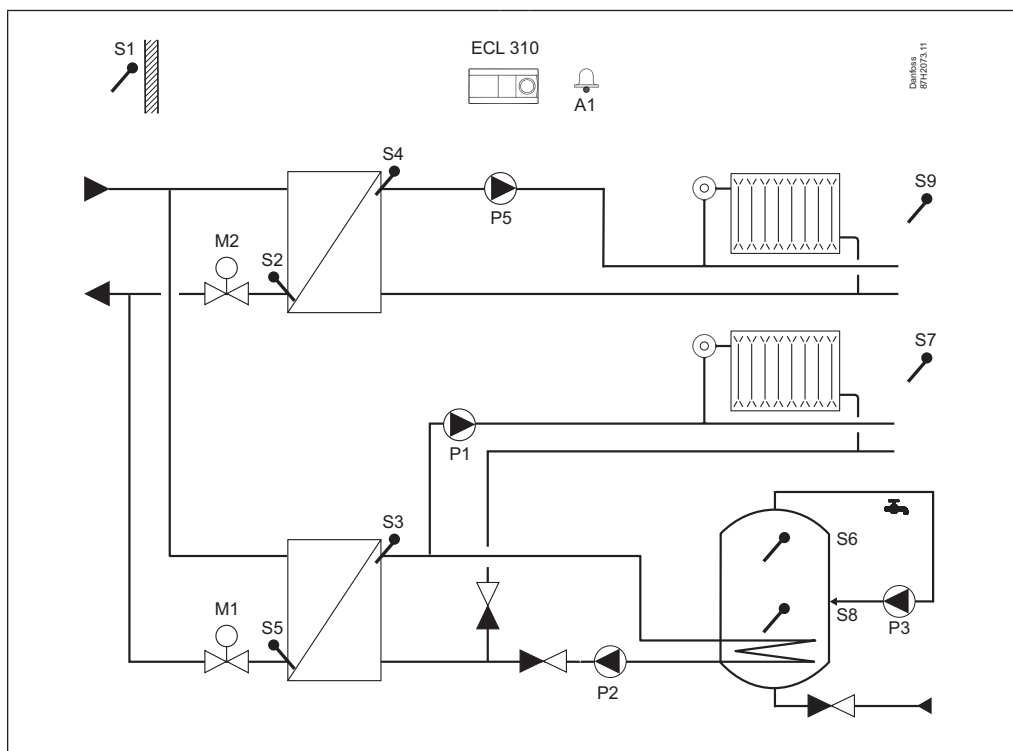 S1
ECL 310
A1
Danfoss
87H2073.11
S4
P5
S9
M2
S2
S7
P1
S3
S6
M1
S5
S8
P3
P2